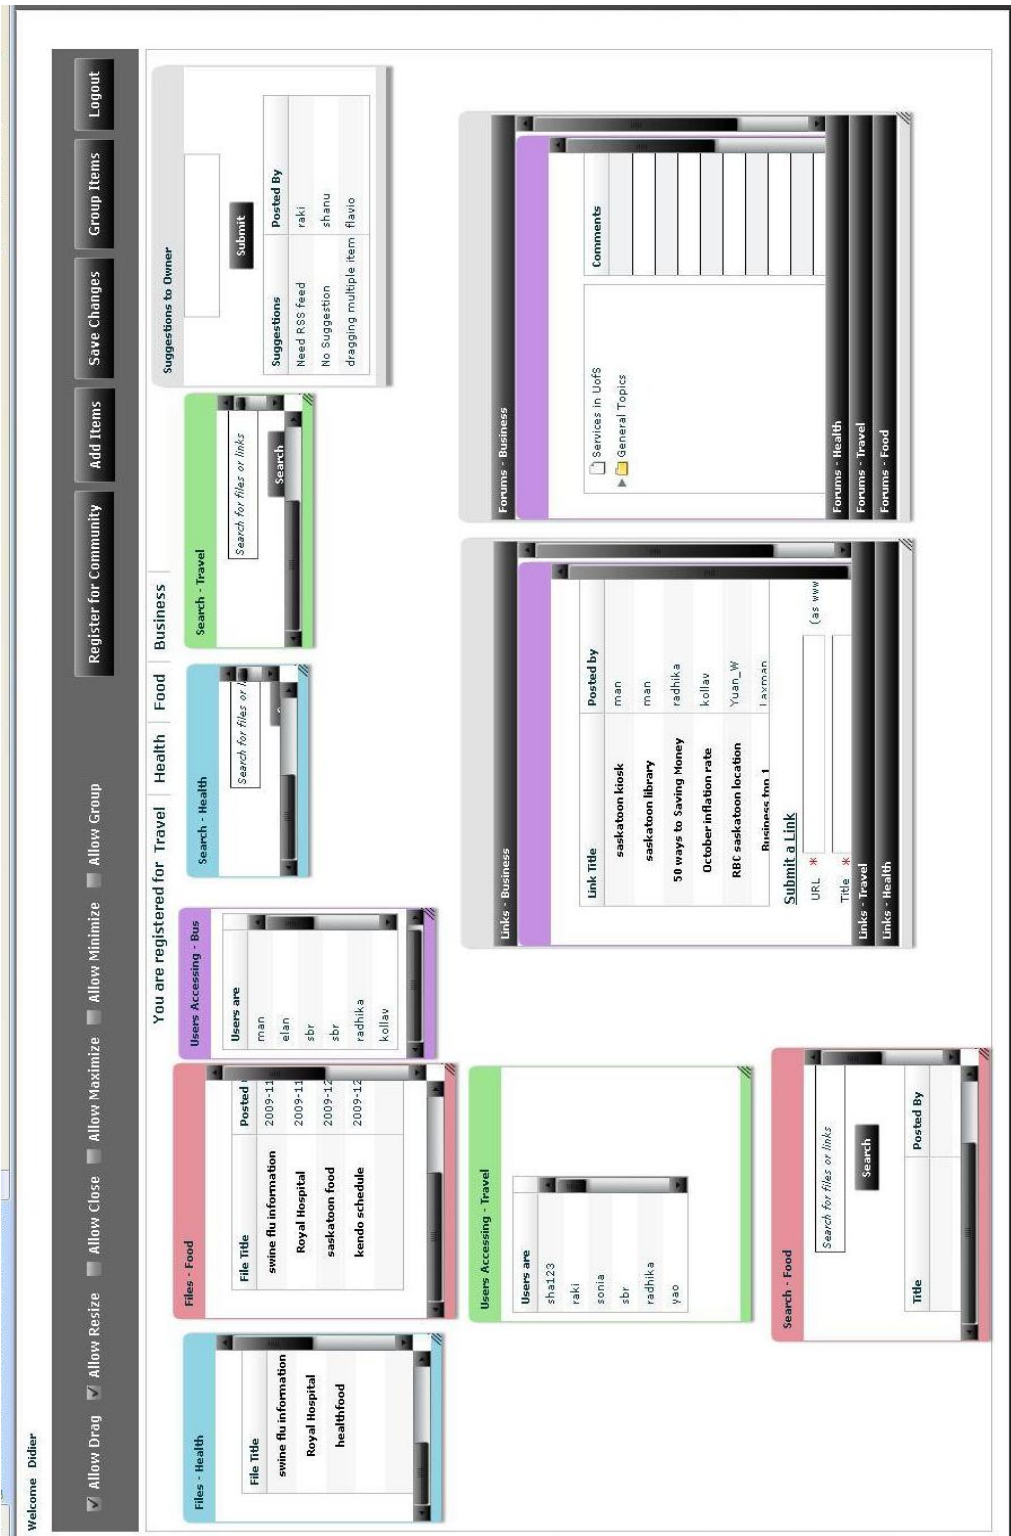 Welcome Didier
Allow Drag Allow Resize Allow Close Allow Maximize Allow Minimize Allow Group Register for Community Add Items Save Changes Group Items Logout
You are registered for Travel Health Food Business
Files - Health
File Title
swine flu information
Royal Hospital
healthfood
Files - Food
File Title Posted
swine flu information 2009-11
Royal Hospital 2009-11
saskatoon food 2009-12
kendo schedule 2009-12
Users Accessing - Bus
Users are
man
elan
sbr
sbr
radhika
kollav
Search - Health
Search for files or l
Search - Travel
Search for files or links
Search
Suggestions to Owner
Submit
Suggestions Posted By
Need RSS feed raki
No Suggestion shanu
dragging multiple item flavio
Users Accessing - Travel
Users are
sha123
raki
sonia
sbr
radhika
yao
Links - Business
Link Title Posted by
saskatoon kiosk man
saskatoon library man
50 ways to Saving Money radhika
October inflation rate kollav
RBC saskatoon location Yuan_W
Business top 1 Laxman
Submit a Link
URL * (as www
Title *
Links - Travel
Links - Health
Forums - Business
Services in UofS
General Topics
Comments
Forums - Health
Forums - Travel
Forums - Food
Search - Food
Search for files or links
Search
Title Posted By